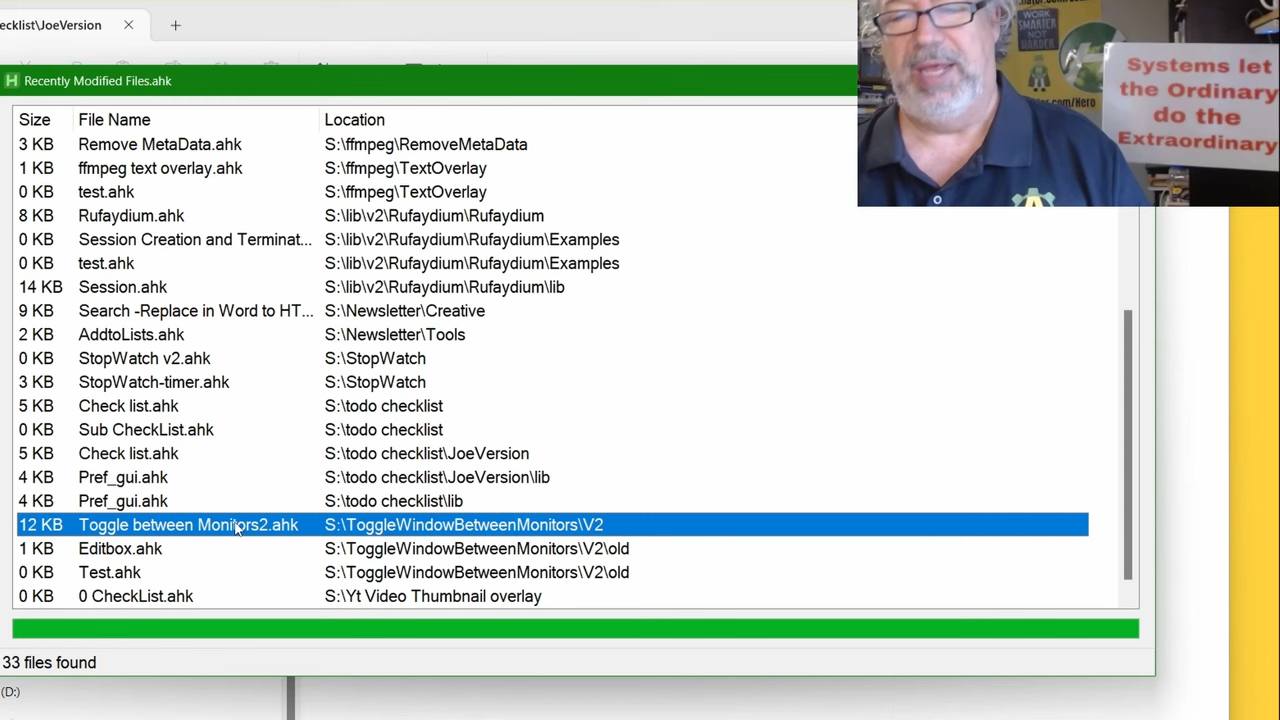 ecklist\JoeVersion
Recently Modified Files.ahk
Size File Name Location
3 KB Remove MetaData.ahk S:\ffmpeg\RemoveMetaData
1 KB ffmpeg text overlay.ahk S:\ffmpeg\TextOverlay
0 KB test.ahk S:\ffmpeg\TextOverlay
8 KB Rufaydium.ahk S:\lib\v2\Rufaydium\Rufaydium
0 KB Session Creation and Terminat... S:\lib\v2\Rufaydium\Rufaydium\Examples
0 KB test.ahk S:\lib\v2\Rufaydium\Rufaydium\Examples
14 KB Session.ahk S:\lib\v2\Rufaydium\Rufaydium\lib
9 KB Search -Replace in Word to HT... S:\Newsletter\Creative
2 KB AddtoLists.ahk S:\Newsletter\Tools
0 KB StopWatch v2.ahk S:\StopWatch
3 KB StopWatch-timer.ahk S:\StopWatch
5 KB Check list.ahk S:\todo checklist
0 KB Sub CheckList.ahk S:\todo checklist
5 KB Check list.ahk S:\todo checklist\JoeVersion
4 KB Pref_gui.ahk S:\todo checklist\JoeVersion\lib
4 KB Pref_gui.ahk S:\todo checklist\lib
12 KB Toggle between Monitors2.ahk S:\ToggleWindowBetweenMonitors\V2
1 KB Editbox.ahk S:\ToggleWindowBetweenMonitors\V2\old
0 KB Test.ahk S:\ToggleWindowBetweenMonitors\V2\old
0 KB 0 CheckList.ahk S:\Yt Video Thumbnail overlay
33 files found
(D:)
WORK
SMARTER
NOT
HARDER
ator.com/Hero
Systems let
the Ordinary
do the
Extraordinary